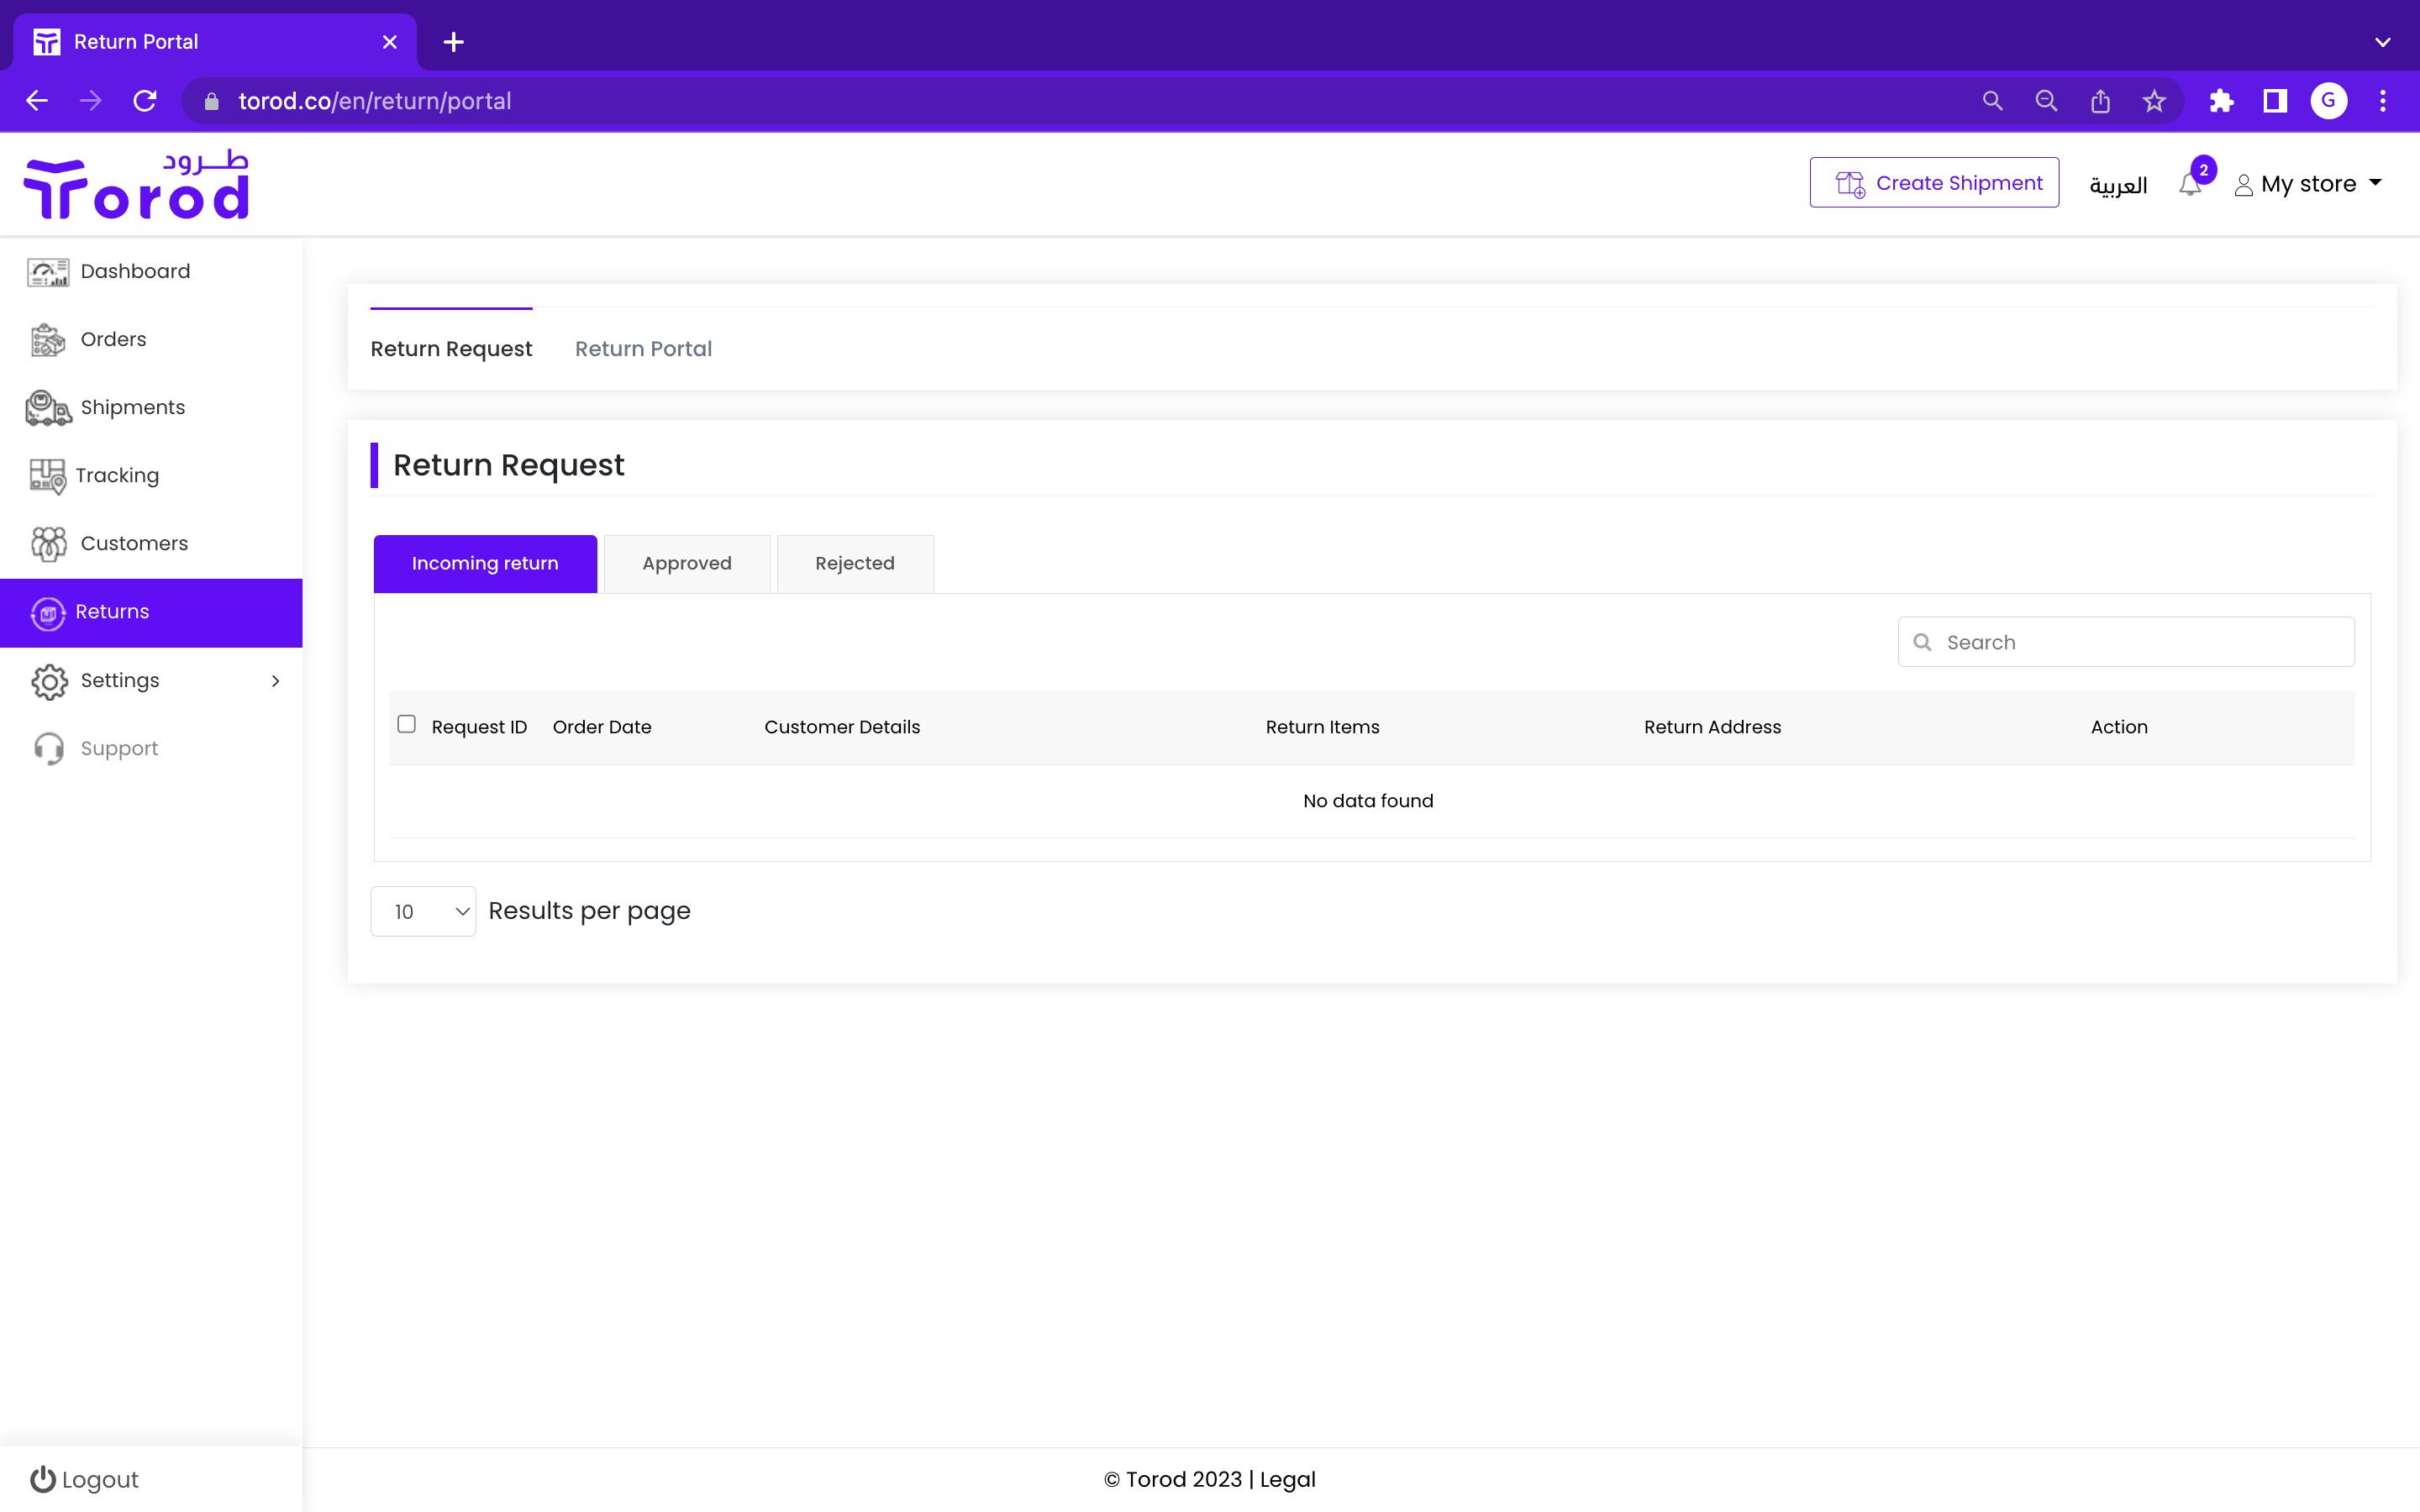 Return Portal
torod.co/en/return/portal
G
طرود
Torod
Create Shipment
العربية
2
My store
Dashboard
Orders
Shipments
Tracking
Customers
Returns
Settings
Support
Logout
Return Request Return Portal
Return Request
Incoming return Approved Rejected
Search
Request ID Order Date Customer Details Return Items Return Address Action
No data found
10 Results per page
© Torod 2023 | Legal